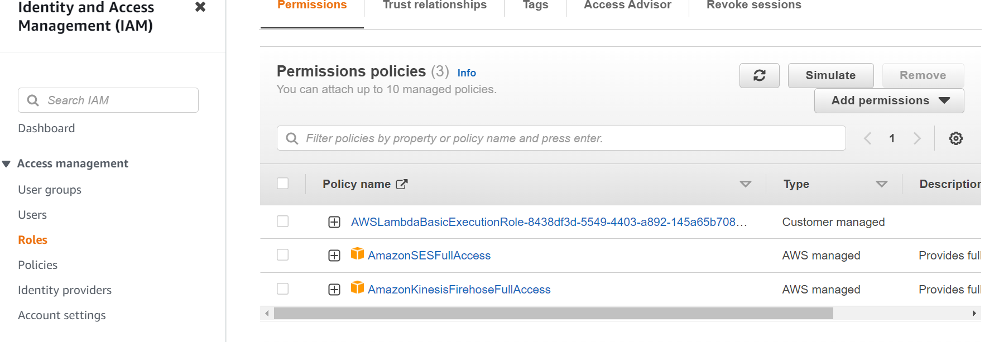 Identity and Access
Management (IAM)
Search IAM
Dashboard
Access management
User groups
Users
Roles
Policies
Identity providers
Account settings
Permissions
Trust relationships
Tags
Access Advisor
Revoke sessions
Permissions policies (3) Info
You can attach up to 10 managed policies.
Simulate
Remove
Add permissions
Filter policies by property or policy name and press enter.
1
Policy name
Type
Description
AWSLambdaBasicExecutionRole-8438df3d-5549-4403-a892-145a65b708…
Customer managed
AmazonSESFullAccess
AWS managed
Provides full
AmazonKinesisFirehoseFullAccess
AWS managed
Provides full